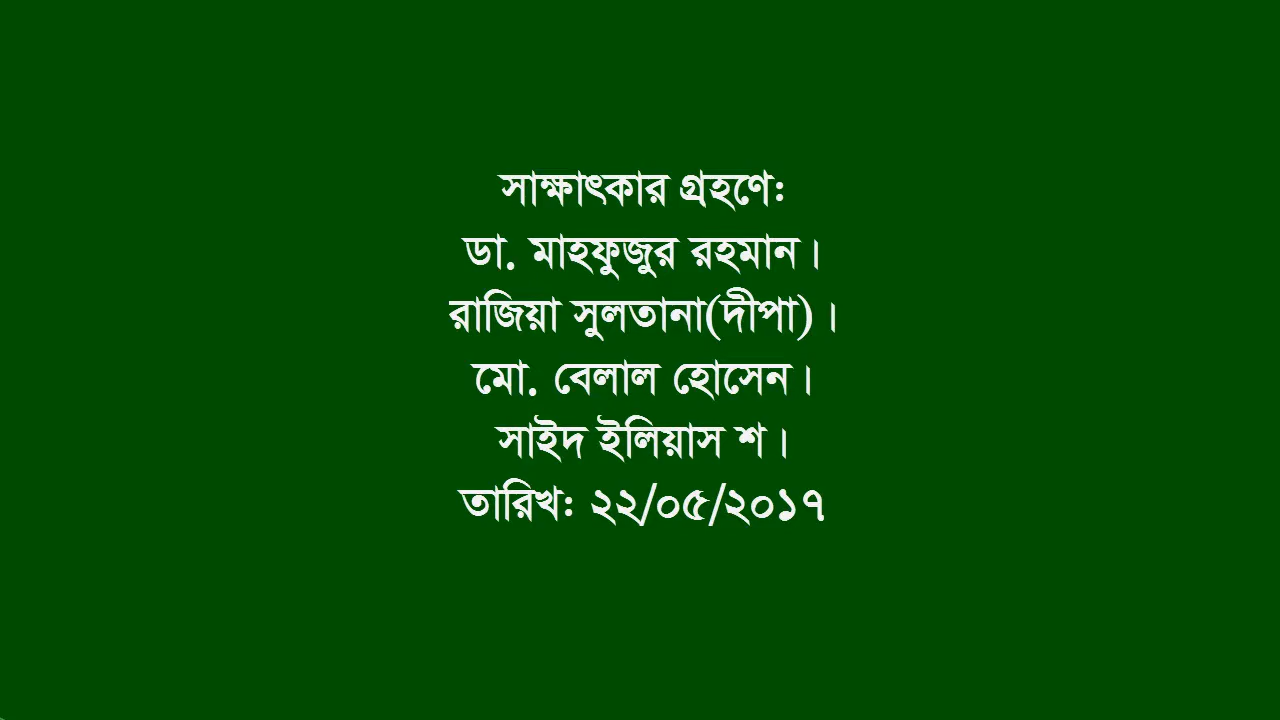 সাক্ষাৎকার গ্রহণে:
ডা. মাহফুজুর রহমান।
রাজিয়া সুলতানা(দীপা)।
মো. বেলাল হোসেন।
সাইদ ইলিয়াস শ।
তারিখ: ২২/০৫/২০১৭